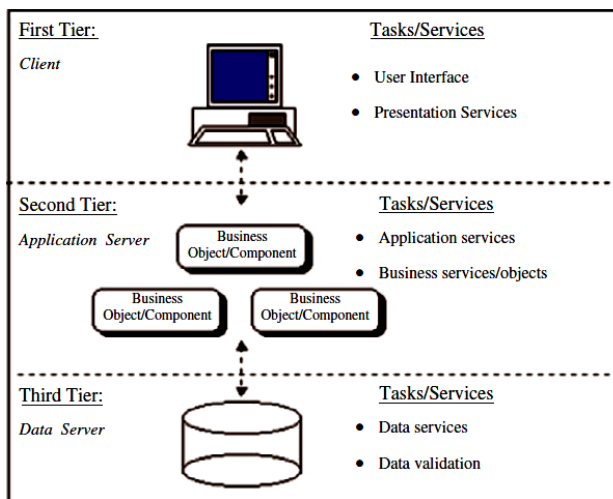 First Tier:
Client
Tasks/Services
• User Interface
• Presentation Services
Second Tier:
Application Server
Business
Object/Component
Business
Object/Component
Business
Object/Component
Tasks/Services
• Application services
• Business services/objects
Third Tier:
Data Server
Tasks/Services
• Data services
• Data validation